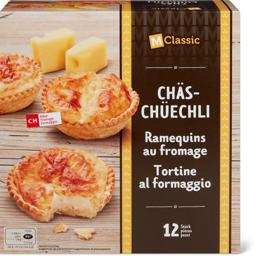 M Classic
CHÄS-
CHÜECHLI
Ramequins
au fromage
Tortine
al formaggio
CH
12 Stück
pièces
pezzi